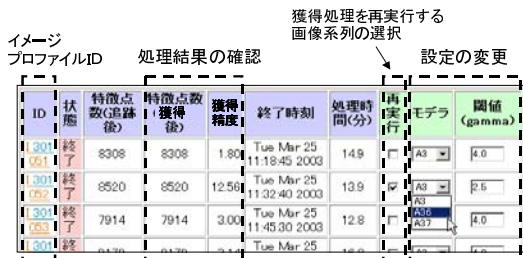 獲得処理を再実行する
画像系列の選択
イメージ
プロファイルID
処理結果の確認
設定の変更
ID 状態 特徴点数(追跡後) 特徴点数(獲得後) 獲得精度 終了時刻 処理時間(分) 再実行 モデラ 閾値(gamma)
I_301 051 終了 8308 8308 1.80 Tue Mar 25 11:18:45 2003 14.9 A3 4.0
I_301 052 終了 8520 8520 12.56 Tue Mar 25 11:32:40 2003 13.9 A3 2.5
A3
A36
A37
I_301 053 終了 7914 7914 3.00 Tue Mar 25 11:45:30 2003 12.8 4.0
I_301 終 Tue Mar 25